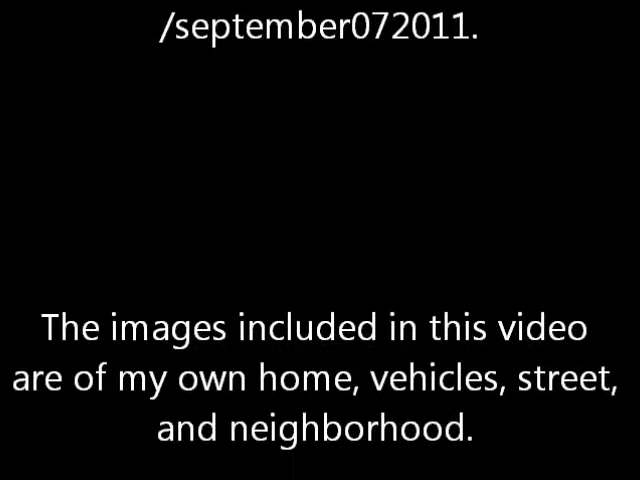 /september072011.
The images included in this video
are of my own home, vehicles, street,
and neighborhood.